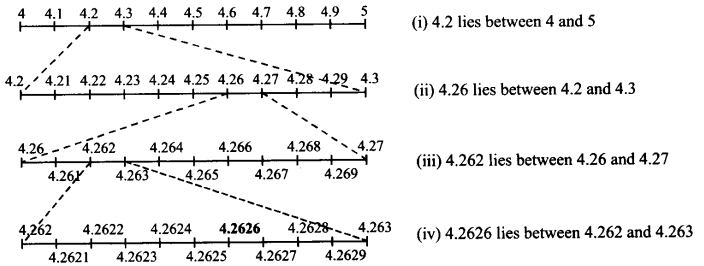 4 4.1 4.2 4.3 4.4 4.5 4.6 4.7 4.8 4.9 5 (i) 4.2 lies between 4 and 5
4.2 4.21 4.22 4.23 4.24 4.25 4.26 4.27 4.28 4.29 4.3 (ii) 4.26 lies between 4.2 and 4.3
4.26 4.262 4.264 4.266 4.268 4.27 (iii) 4.262 lies between 4.26 and 4.27
4.261 4.263 4.265 4.267 4.269
4.262 4.2622 4.2624 4.2626 4.2628 4.263 (iv) 4.2626 lies between 4.262 and 4.263
4.2621 4.2623 4.2625 4.2627 4.2629